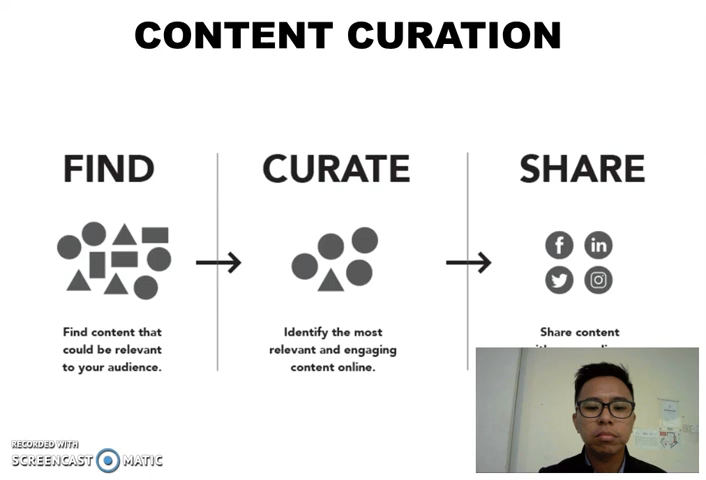 CONTENT CURATION
FIND
CURATE
SHARE
Find content that
could be relevant
to your audience.
Identify the most
relevant and engaging
content online.
Share content
RECORDED WITH
SCREENCAST MATIC